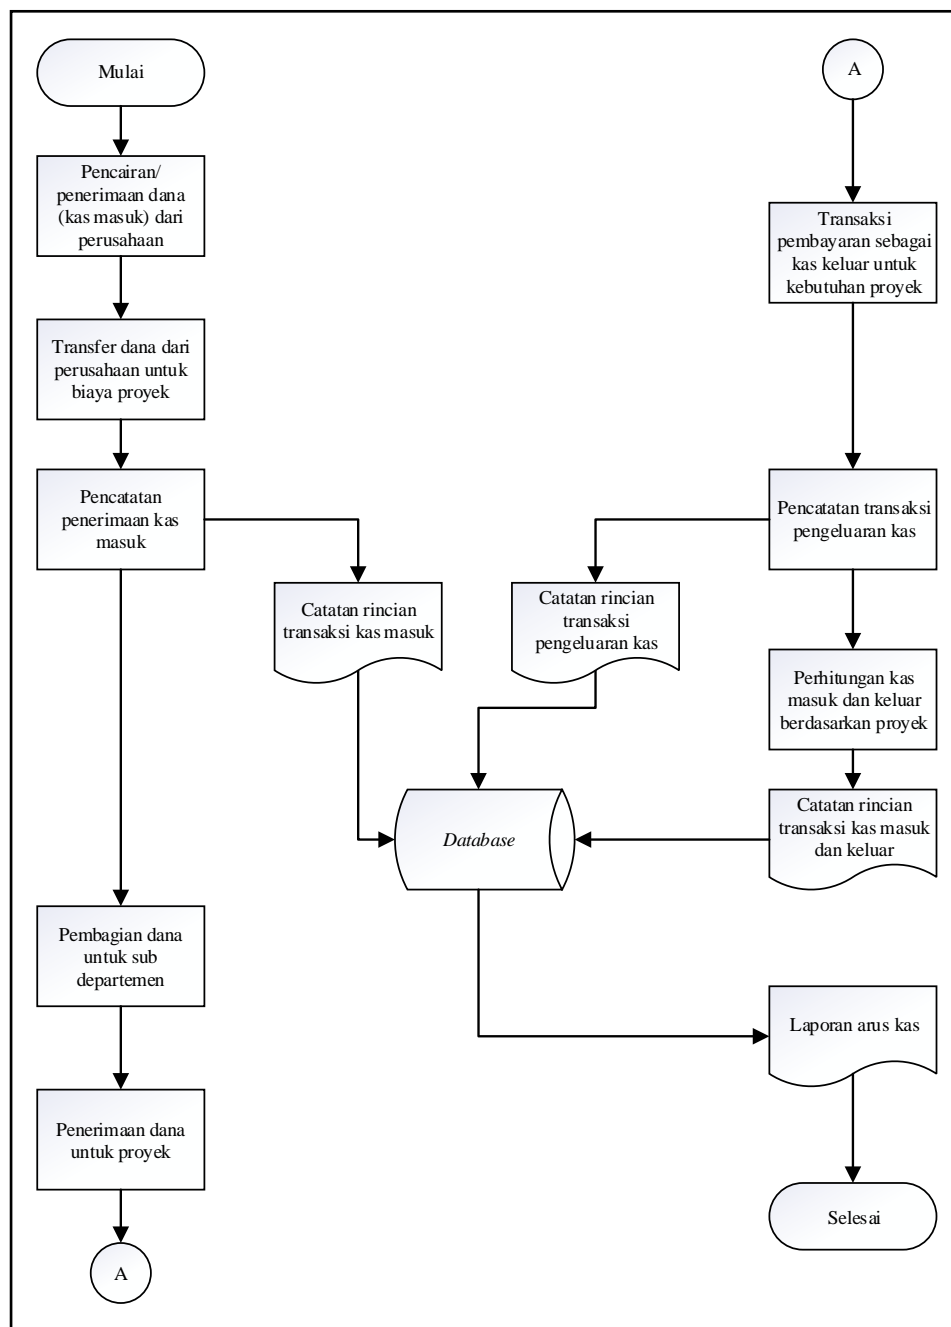 Mulai
Pencairan/
penerimaan dana
(kas masuk) dari
perusahaan
Transfer dana dari
perusahaan untuk
biaya proyek
Pencatatan
penerimaan kas
masuk
Catatan rincian
transaksi kas masuk
Pembagian dana
untuk sub
departemen
Penerimaan dana
untuk proyek
A
A
Transaksi
pembayaran sebagai
kas keluar untuk
kebutuhan proyek
Pencatatan transaksi
pengeluaran kas
Catatan rincian
transaksi
pengeluaran kas
Perhitungan kas
masuk dan keluar
berdasarkan proyek
Catatan rincian
transaksi kas masuk
dan keluar
Database
Laporan arus kas
Selesai